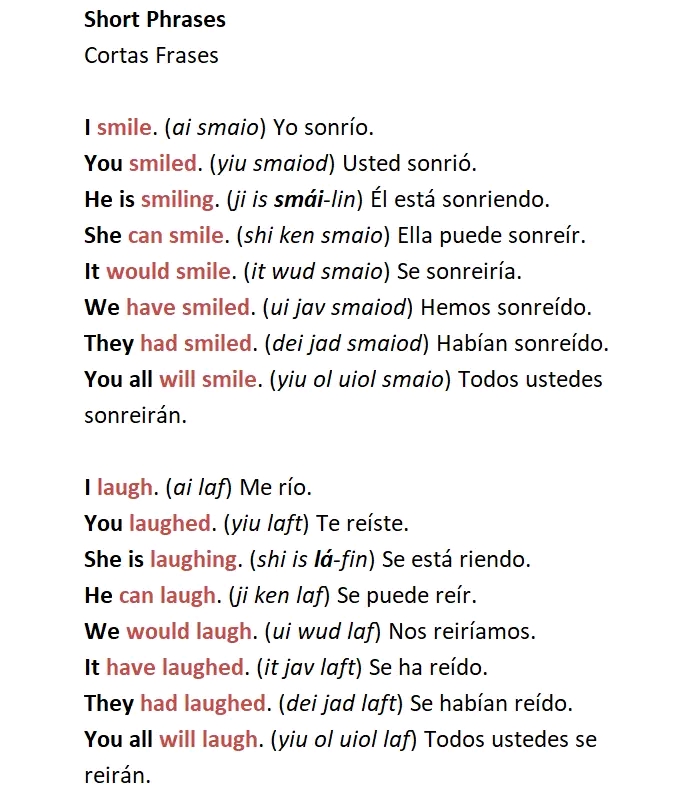 Short Phrases
Cortas Frases
I smile. (ai smaio) Yo sonrío.
You smiled. (yiu smaiod) Usted sonrió.
He is smiling. (ji is smái-lin) Él está sonriendo.
She can smile. (shi ken smaio) Ella puede sonreír.
It would smile. (it wud smaio) Se sonreiría.
We have smiled. (ui jav smaiod) Hemos sonreído.
They had smiled. (dei jad smaiod) Habían sonreído.
You all will smile. (yiu ol uiol smaio) Todos ustedes
sonreirán.
I laugh. (ai laf) Me río.
You laughed. (yiu laft) Te reíste.
She is laughing. (shi is lá-fin) Se está riendo.
He can laugh. (ji ken laf) Se puede reír.
We would laugh. (ui wud laf) Nos reiríamos.
It have laughed. (it jav laft) Se ha reído.
They had laughed. (dei jad laft) Se habían reído.
You all will laugh. (yiu ol uiol laf) Todos ustedes se
reirán.